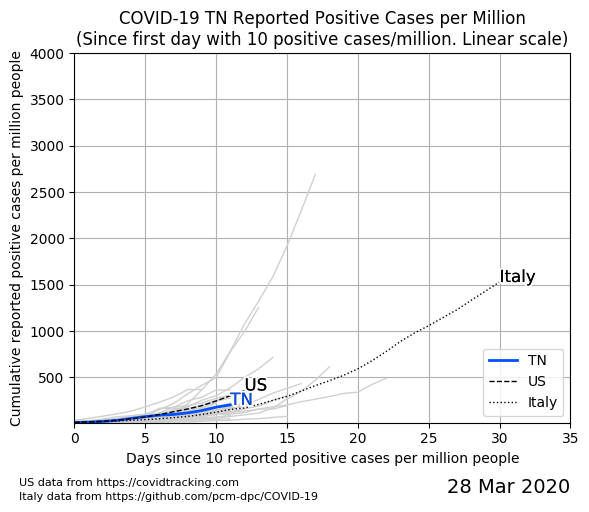 COVID-19 TN Reported Positive Cases per Million
(Since first day with 10 positive cases/million. Linear scale)
Cumulative reported positive cases per million people
4000
3500
3000
2500
2000
1500
1000
500
Italy
US
TN
TN
US
Italy
0
5
10
15
20
25
30
35
Days since 10 reported positive cases per million people
US data from https://covidtracking.com
Italy data from https://github.com/pcm-dpc/COVID-19
28 Mar 2020